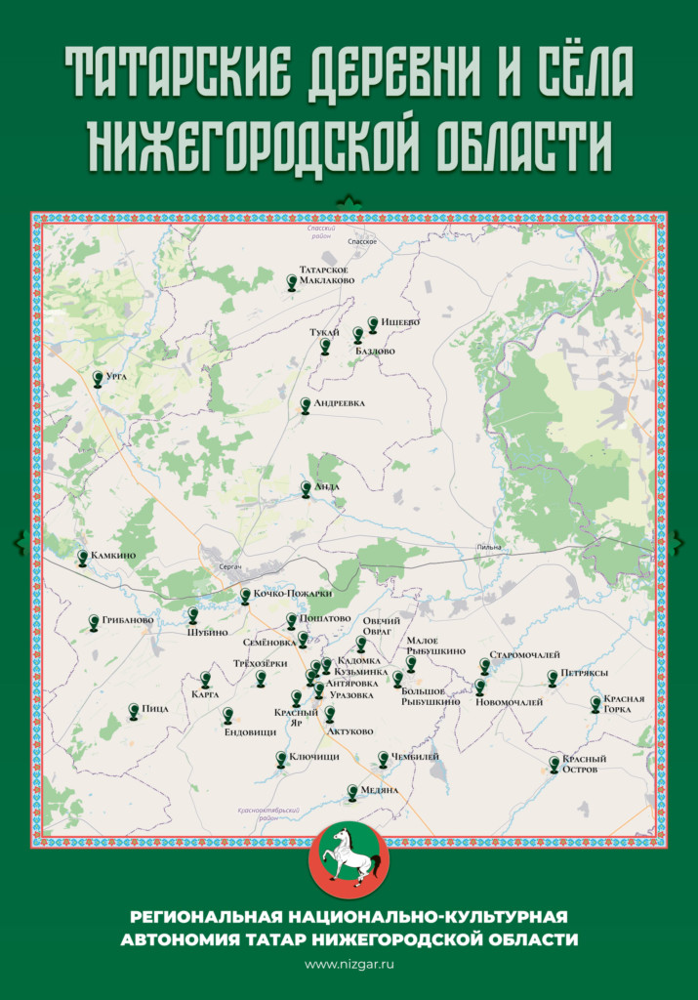 ТАТАРСКИЕ ДЕРЕВНИ И СЁЛА
НИЖЕГОРОДСКОЙ ОБЛАСТИ
Спасский
район
Спасское
Татарское
Маклаково
Ишеево
Тукай
Базлово
Урга
Андреевка
Анда
Пильна
Камкино
Сергач
Кочко-Пожарки
Грибаново
Шубино
Пошатово
Овечий
Овраг
Семёновка
Малое
Рыбушкино
Старомочалей
Трёхозёрки
Кадомка
Кузьминка
Петряксы
Карга
Антяровка
Уразовка
Большое
Рыбушкино
Новомочалей
Красная
Горка
Пица
Красный
Яр
Ендовищи
Актуково
Ключищи
Чембилей
Красный
Остров
Медяна
Краснооктябрьский
район
РЕГИОНАЛЬНАЯ НАЦИОНАЛЬНО-КУЛЬТУРНАЯ
АВТОНОМИЯ ТАТАР НИЖЕГОРОДСКОЙ ОБЛАСТИ
www.nizgar.ru